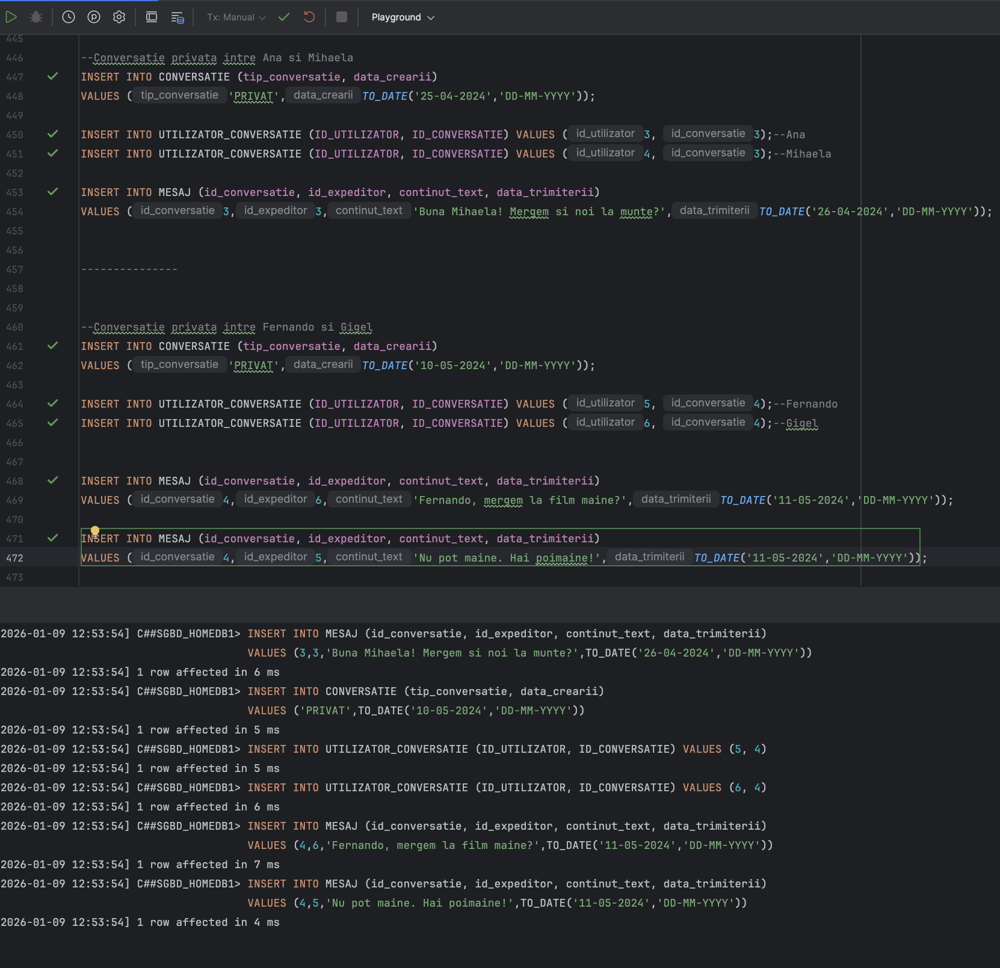 Tx: Manual Playground
445
446 --Conversatie privata intre Ana si Mihaela
447 INSERT INTO CONVERSATIE (tip_conversatie, data_crearii)
448 VALUES ( tip_conversatie 'PRIVAT', data_crearii TO_DATE('25-04-2024','DD-MM-YYYY'));
449
450 INSERT INTO UTILIZATOR_CONVERSATIE (ID_UTILIZATOR, ID_CONVERSATIE) VALUES ( id_utilizator 3, id_conversatie 3);--Ana
451 INSERT INTO UTILIZATOR_CONVERSATIE (ID_UTILIZATOR, ID_CONVERSATIE) VALUES ( id_utilizator 4, id_conversatie 3);--Mihaela
452
453 INSERT INTO MESAJ (id_conversatie, id_expeditor, continut_text, data_trimiterii)
454 VALUES ( id_conversatie 3, id_expeditor 3, continut_text 'Buna Mihaela! Mergem si noi la munte?', data_trimiterii TO_DATE('26-04-2024','DD-MM-YYYY'));
455
456
457 ---------------
458
459
460 --Conversatie privata intre Fernando si Gigel
461 INSERT INTO CONVERSATIE (tip_conversatie, data_crearii)
462 VALUES ( tip_conversatie 'PRIVAT', data_crearii TO_DATE('10-05-2024','DD-MM-YYYY'));
463
464 INSERT INTO UTILIZATOR_CONVERSATIE (ID_UTILIZATOR, ID_CONVERSATIE) VALUES ( id_utilizator 5, id_conversatie 4);--Fernando
465 INSERT INTO UTILIZATOR_CONVERSATIE (ID_UTILIZATOR, ID_CONVERSATIE) VALUES ( id_utilizator 6, id_conversatie 4);--Gigel
466
467
468 INSERT INTO MESAJ (id_conversatie, id_expeditor, continut_text, data_trimiterii)
469 VALUES ( id_conversatie 4, id_expeditor 6, continut_text 'Fernando, mergem la film maine?', data_trimiterii TO_DATE('11-05-2024','DD-MM-YYYY'));
470
471 INSERT INTO MESAJ (id_conversatie, id_expeditor, continut_text, data_trimiterii)
472 VALUES ( id_conversatie 4, id_expeditor 5, continut_text 'Nu pot maine. Hai poimaine!', data_trimiterii TO_DATE('11-05-2024','DD-MM-YYYY'));
473
2026-01-09 12:53:54] C##SGBD_HOMEDB1> INSERT INTO MESAJ (id_conversatie, id_expeditor, continut_text, data_trimiterii)
VALUES (3,3,'Buna Mihaela! Mergem si noi la munte?',TO_DATE('26-04-2024','DD-MM-YYYY'))
2026-01-09 12:53:54] 1 row affected in 6 ms
2026-01-09 12:53:54] C##SGBD_HOMEDB1> INSERT INTO CONVERSATIE (tip_conversatie, data_crearii)
VALUES ('PRIVAT',TO_DATE('10-05-2024','DD-MM-YYYY'))
2026-01-09 12:53:54] 1 row affected in 5 ms
2026-01-09 12:53:54] C##SGBD_HOMEDB1> INSERT INTO UTILIZATOR_CONVERSATIE (ID_UTILIZATOR, ID_CONVERSATIE) VALUES (5, 4)
2026-01-09 12:53:54] 1 row affected in 5 ms
2026-01-09 12:53:54] C##SGBD_HOMEDB1> INSERT INTO UTILIZATOR_CONVERSATIE (ID_UTILIZATOR, ID_CONVERSATIE) VALUES (6, 4)
2026-01-09 12:53:54] 1 row affected in 6 ms
2026-01-09 12:53:54] C##SGBD_HOMEDB1> INSERT INTO MESAJ (id_conversatie, id_expeditor, continut_text, data_trimiterii)
VALUES (4,6,'Fernando, mergem la film maine?',TO_DATE('11-05-2024','DD-MM-YYYY'))
2026-01-09 12:53:54] 1 row affected in 7 ms
2026-01-09 12:53:54] C##SGBD_HOMEDB1> INSERT INTO MESAJ (id_conversatie, id_expeditor, continut_text, data_trimiterii)
VALUES (4,5,'Nu pot maine. Hai poimaine!',TO_DATE('11-05-2024','DD-MM-YYYY'))
2026-01-09 12:53:54] 1 row affected in 4 ms